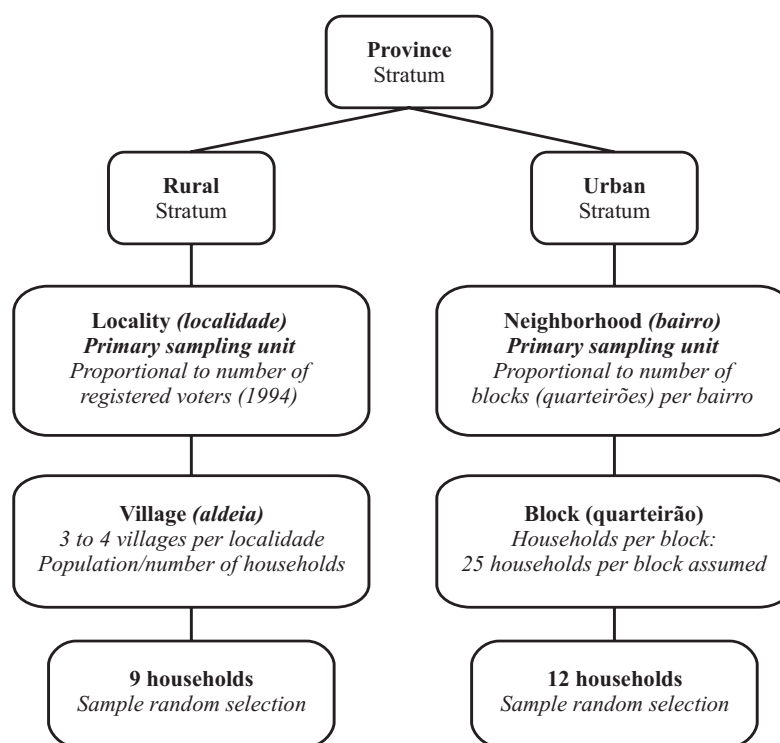 Province
Stratum
Rural
Stratum
Urban
Stratum
Locality (localidade)
Primary sampling unit
Proportional to number of
registered voters (1994)
Neighborhood (bairro)
Primary sampling unit
Proportional to number of
blocks (quarteirões) per bairro
Village (aldeia)
3 to 4 villages per localidade
Population/number of households
Block (quarteirão)
Households per block:
25 households per block assumed
9 households
Sample random selection
12 households
Sample random selection